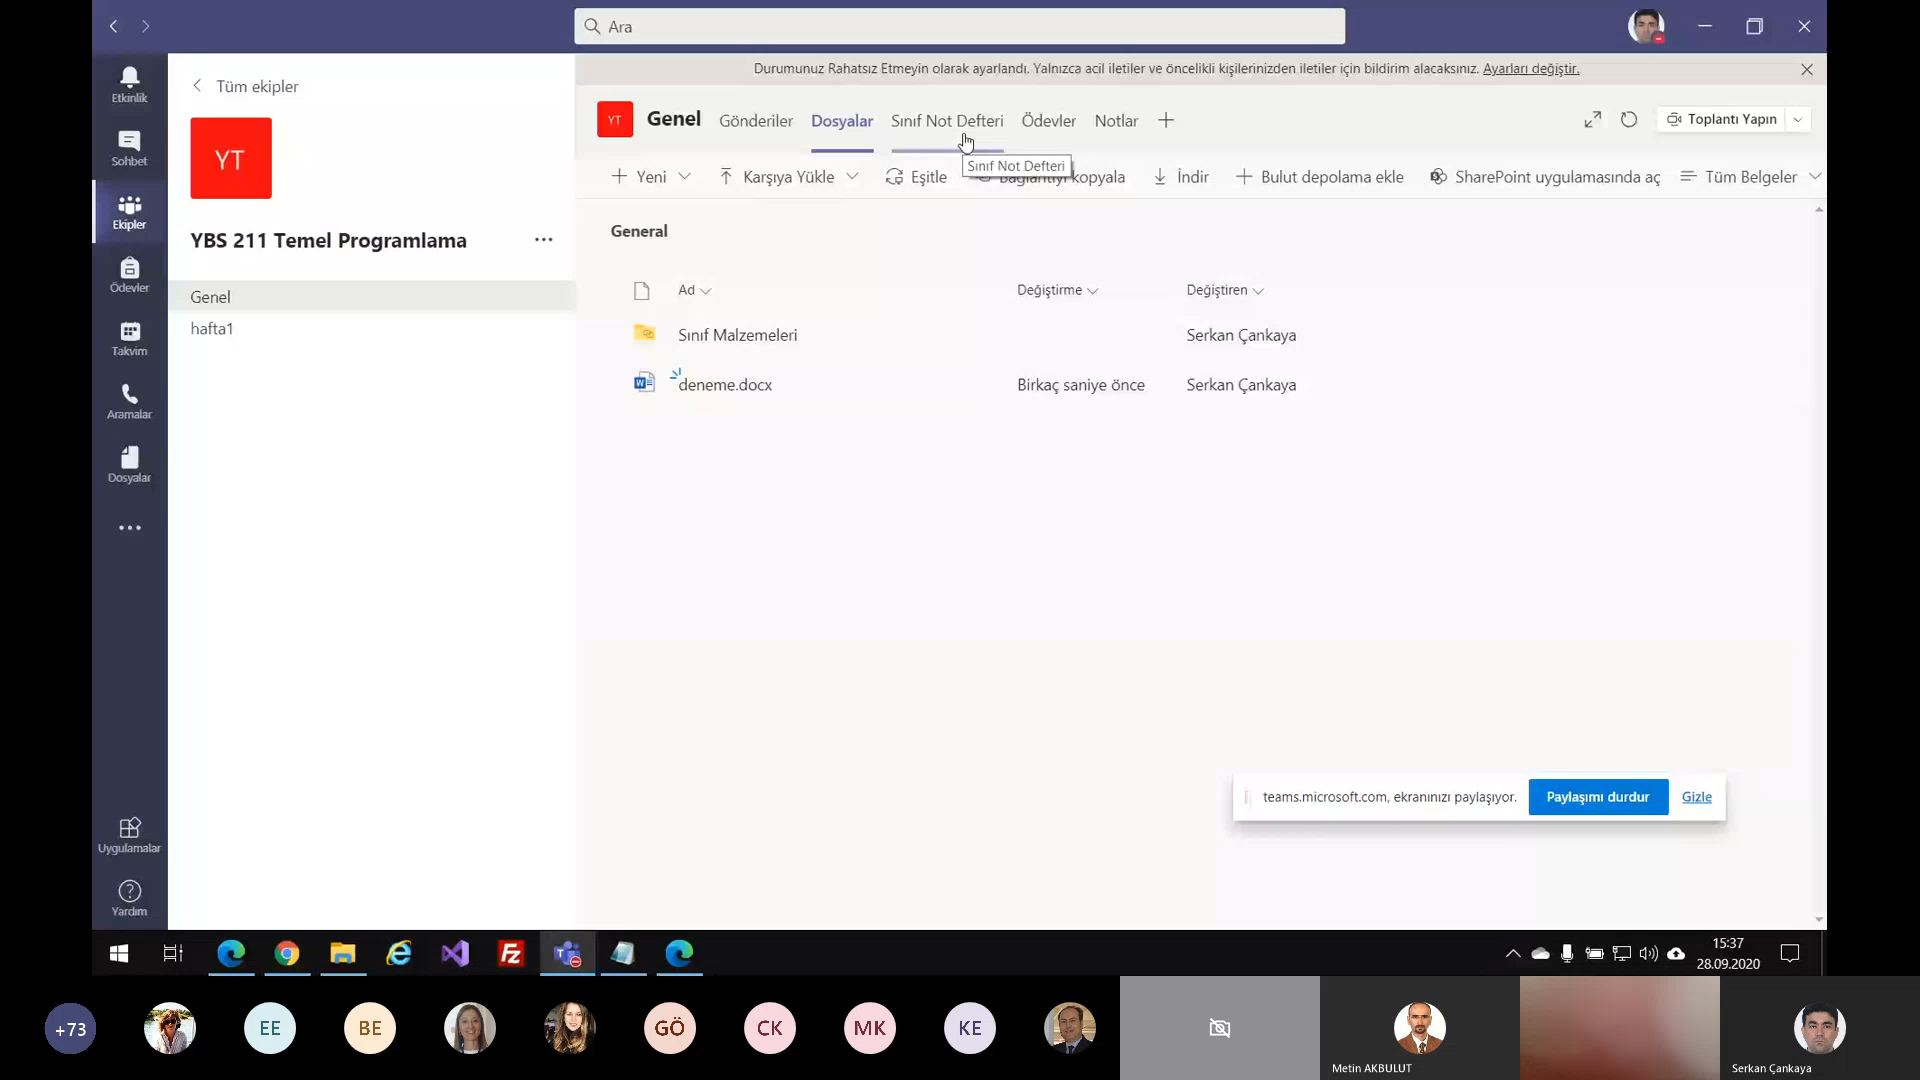 Ara
Durumunuz Rahatsız Etmeyin olarak ayarlandı. Yalnızca acil iletiler ve öncelikli kişilerinizden iletiler için bildirim alacaksınız. Ayarları değiştir.
Etkinlik
Sohbet
Ekipler
Ödevler
Takvim
Aramalar
Dosyalar
Uygulamalar
Yardım
Tüm ekipler
YT
YBS 211 Temel Programlama
Genel
hafta1
YT Genel Gönderiler Dosyalar Sınıf Not Defteri Ödevler Notlar Toplantı Yapın
Sınıf Not Defteri
Yeni Karşıya Yükle Eşitle Bağlantıyı kopyala İndir Bulut depolama ekle SharePoint uygulamasında aç Tüm Belgeler
General
Ad Değiştirme Değiştiren
Sınıf Malzemeleri Serkan Çankaya
deneme.docx Birkaç saniye önce Serkan Çankaya
teams.microsoft.com, ekranınızı paylaşıyor. Paylaşımı durdur Gizle
15:37
28.09.2020
+73 EE BE GÖ CK MK KE
Metin AKBULUT Serkan Çankaya